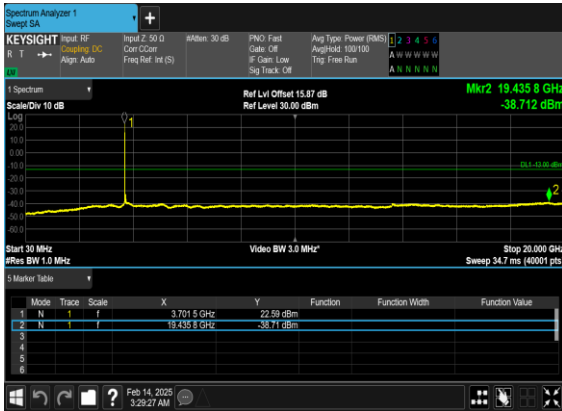 Spectrum Analyzer 1
Swept SA
+
KEYSIGHT Input: RF Input Z: 50 Ω #Atten: 30 dB PNO: Fast Avg Type: Power (RMS) 1 2 3 4 5 6
R T Coupling: DC Corr CCorr Gate: Off Avg|Hold: 100/100 A W W W W W
Align: Auto Freq Ref: Int (S) IF Gain: Low Trig: Free Run
Sig Track: Off A N N N N N
1 Spectrum
Ref Lvl Offset 15.87 dB Mkr2 19.435 8 GHz
Scale/Div 10 dB Ref Level 30.00 dBm -38.712 dBm
Log
1
20.0
10.0
0.00
-10.0 DL1 -13.00 dBm
-20.0
-30.0 2
-40.0
-50.0
-60.0
Start 30 MHz Video BW 3.0 MHz* Stop 20.000 GHz
#Res BW 1.0 MHz Sweep 34.7 ms (40001 pts)
5 Marker Table
Mode Trace Scale X Y Function Function Width Function Value
1 N 1 f 3.701 5 GHz 22.59 dBm
2 N 1 f 19.435 8 GHz -38.71 dBm
3
4
5
6
? Feb 14, 2025
3:29:27 AM